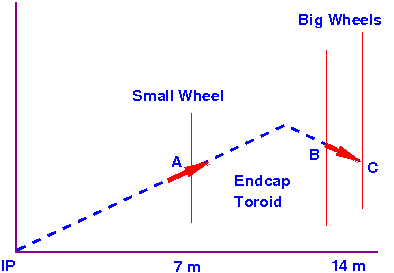 Big Wheels
Small Wheel
A
B
C
Endcap
Toroid
IP
7 m
14 m